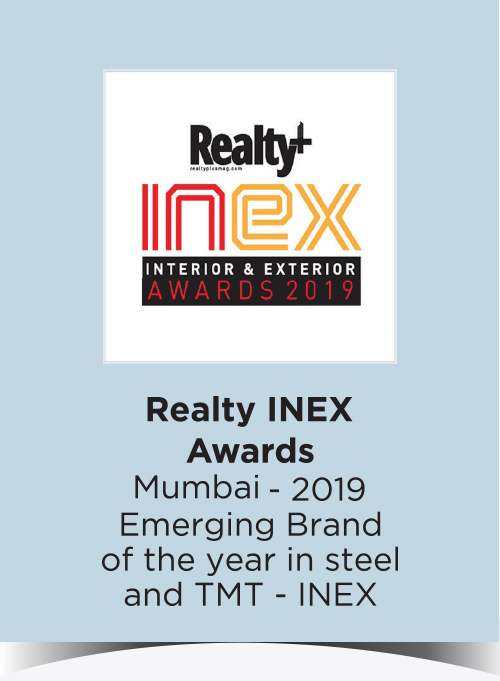 Realty+
realtyplusmag.com
INEX
INTERIOR & EXTERIOR
AWARDS 2019
Realty INEX
Awards
Mumbai - 2019
Emerging Brand
of the year in steel
and TMT - INEX